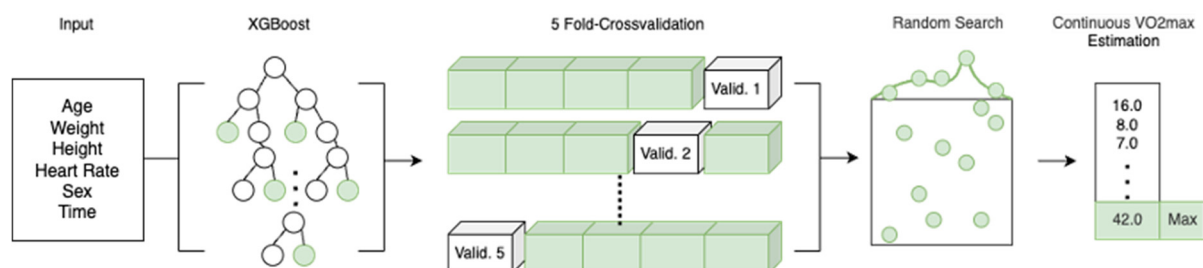 Input
Age
Weight
Height
Heart Rate
Sex
Time
XGBoost
5 Fold-Crossvalidation
Valid. 1
Valid. 2
Valid. 5
Random Search
Continuous VO2max
Estimation
16.0
8.0
7.0
42.0 Max